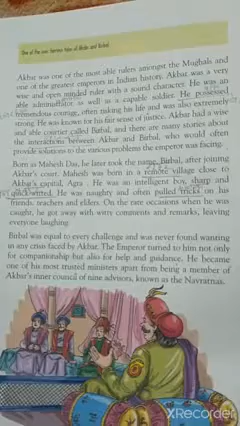 One of the ever famous tales of Akbar and Birbal
Akbar was one of the most able rulers amongst the Mughals and
one of the greatest emperors in Indian history. Akbar was a very
wise and open minded ruler with a sound character. He was an
able administrator as well as a capable soldier. He possessed
tremendous courage, often risking his life and was also extremely
strong. He was known for his fair sense of justice. Akbar had a wise
and able courtier called Birbal, and there are many stories about
the interactions between Akbar and Birbal, who would often
provide solutions to the various problems the emperor was facing.
Born as Mahesh Das, he later took the name, Birbal, after joining
Akbar's court. Mahesh was born in a remote village close to
Akbar's capital, Agra. He was an intelligent boy, sharp and
quick-witted. He was naughty and often pulled tricks on his
friends, teachers and elders. On the rare occasions when he was
caught, he got away with witty comments and remarks, leaving
everyone laughing.
Birbal was equal to every challenge and was never found wanting
in any crisis faced by Akbar. The Emperor turned to him not only
for companionship but also for help and guidance. He became
one of his most trusted ministers apart from being a member of
Akbar's inner council of nine advisors, known as the Navratnas.
XRecorder